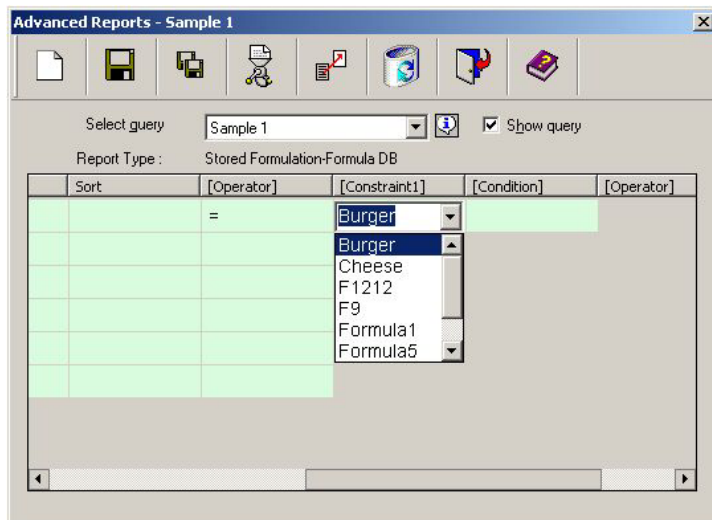 Advanced Reports - Sample 1
Select query Sample 1 Show query
Report Type : Stored Formulation-Formula DB
Sort [Operator] [Constraint1] [Condition] [Operator]
= Burger
Burger
Cheese
F1212
F9
Formula1
Formula5